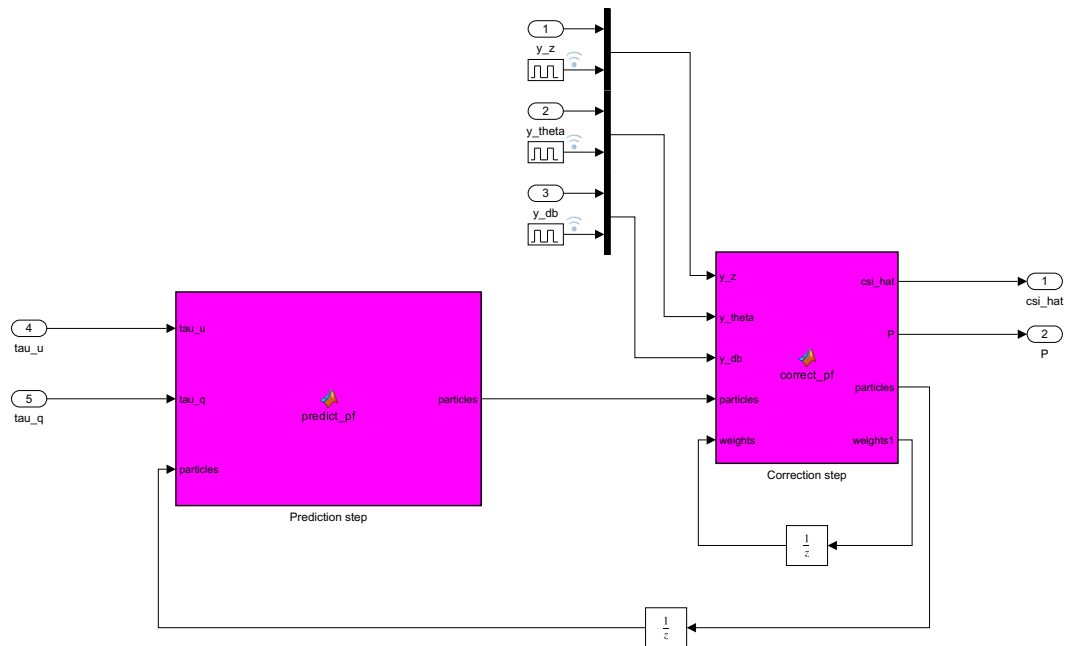 1
y_z
2
y_theta
3
y_db
4
tau_u
5
tau_q
tau_u
tau_q
particles
predict_pf
particles
Prediction step
y_z
y_theta
y_db
particles
weights
correct_pf
csi_hat
P
particles
weights1
Correction step
1
csi_hat
2
P
1
z
1
z